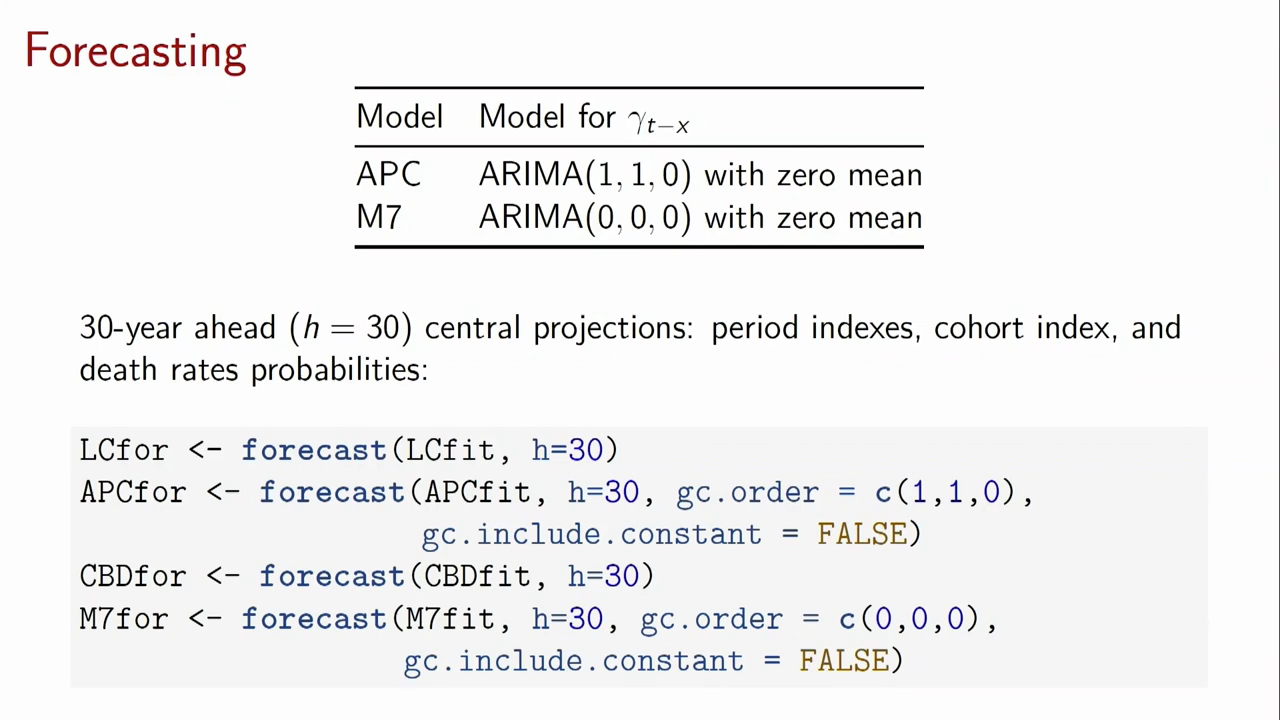 Forecasting
Model Model for γt−x
APC ARIMA(1, 1, 0) with zero mean
M7 ARIMA(0, 0, 0) with zero mean
30-year ahead (h = 30) central projections: period indexes, cohort index, and
death rates probabilities:
LCfor <- forecast(LCfit, h=30)
APCfor <- forecast(APCfit, h=30, gc.order = c(1,1,0),
gc.include.constant = FALSE)
CBDfor <- forecast(CBDfit, h=30)
M7for <- forecast(M7fit, h=30, gc.order = c(0,0,0),
gc.include.constant = FALSE)